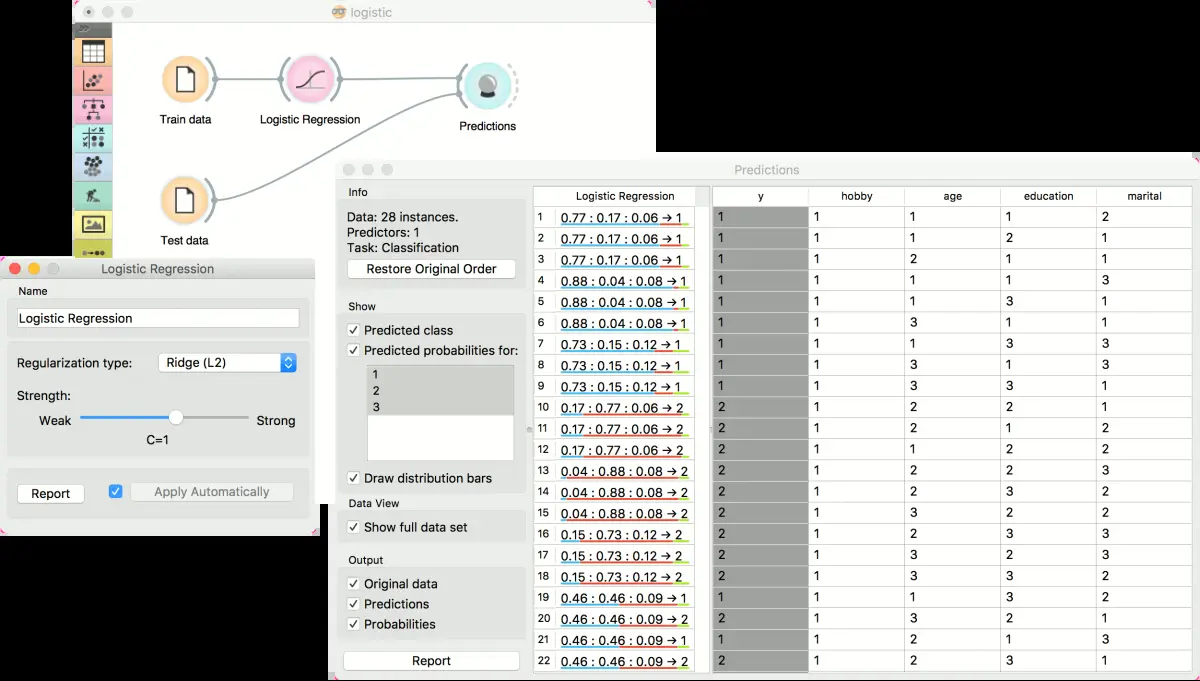 logistic
Train data
Logistic Regression
Predictions
Test data
Logistic Regression
Name
Logistic Regression
Regularization type:
Ridge (L2)
Strength:
Weak
Strong
C=1
Report
Apply Automatically
Predictions
Info
Data: 28 instances.
Predictors: 1
Task: Classification
Restore Original Order
Show
Predicted class
Predicted probabilities for:
1
2
3
Draw distribution bars
Data View
Show full data set
Output
Original data
Predictions
Probabilities
Report
Logistic Regression y hobby age education marital
1 0.77 : 0.17 : 0.06 → 1 1 1 1 1 2
2 0.77 : 0.17 : 0.06 → 1 1 1 1 2 1
3 0.77 : 0.17 : 0.06 → 1 1 1 2 1 1
4 0.88 : 0.04 : 0.08 → 1 1 1 1 1 3
5 0.88 : 0.04 : 0.08 → 1 1 1 1 3 1
6 0.88 : 0.04 : 0.08 → 1 1 1 3 1 1
7 0.73 : 0.15 : 0.12 → 1 1 1 1 3 3
8 0.73 : 0.15 : 0.12 → 1 1 1 3 1 3
9 0.73 : 0.15 : 0.12 → 1 1 1 3 3 1
10 0.17 : 0.77 : 0.06 → 2 2 1 2 2 1
11 0.17 : 0.77 : 0.06 → 2 2 1 2 1 2
12 0.17 : 0.77 : 0.06 → 2 2 1 1 2 2
13 0.04 : 0.88 : 0.08 → 2 2 1 2 2 3
14 0.04 : 0.88 : 0.08 → 2 2 1 2 3 2
15 0.04 : 0.88 : 0.08 → 2 2 1 3 2 2
16 0.15 : 0.73 : 0.12 → 2 2 1 2 3 3
17 0.15 : 0.73 : 0.12 → 2 2 1 3 2 3
18 0.15 : 0.73 : 0.12 → 2 2 1 3 3 2
19 0.46 : 0.46 : 0.09 → 1 1 1 1 3 2
20 0.46 : 0.46 : 0.09 → 2 2 1 3 2 1
21 0.46 : 0.46 : 0.09 → 1 1 1 2 1 3
22 0.46 : 0.46 : 0.09 → 2 2 1 2 3 1